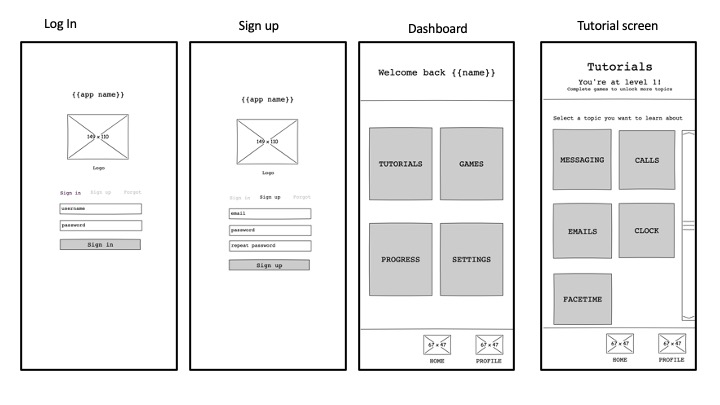 Log In
{{app name}}
149 x 110
Logo
Sign in Sign up Forgot
username
password
Sign in
Sign up
{{app name}}
149 x 110
Logo
Sign in Sign up Forgot
email
password
repeat password
Sign up
Dashboard
Welcome back {{name}}
TUTORIALS GAMES
PROGRESS SETTINGS
67 x 47 67 x 47
HOME PROFILE
Tutorial screen
Tutorials
You're at level 1!
Complete games to unlock more topics
Select a topic you want to learn about
MESSAGING CALLS
EMAILS CLOCK
FACETIME
67 x 47 67 x 47
HOME PROFILE